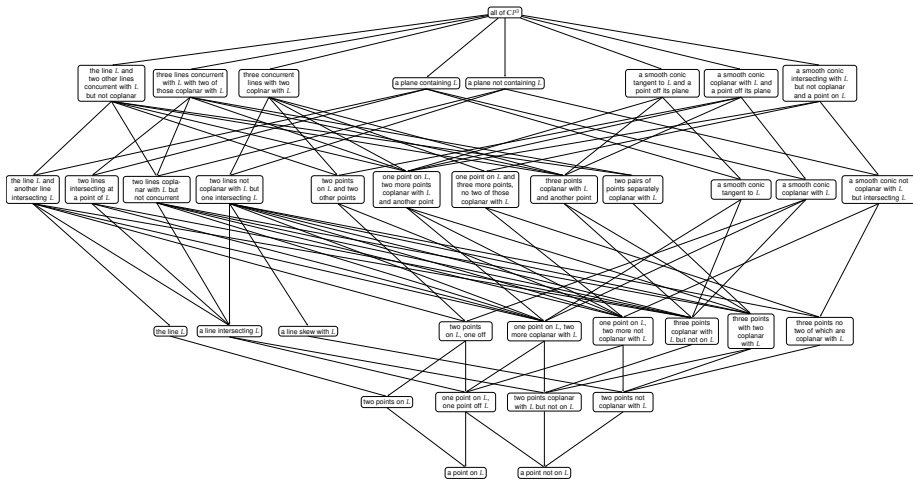 all of ℂP³
the line L and
two other lines
concurrent with L
but not coplanar
three lines concurrent
with L with two of
those coplanar with L
three concurrent
lines with two
coplnar with L
a plane containing L
a plane not containing L
a smooth conic
tangent to L and a
point off its plane
a smooth conic
coplanar with L and
a point off its plane
a smooth conic
intersecting with L
but not coplanar
and a point on L
the line L and
another line
intersecting L
two lines
intersecting at
a point of L
two lines copla-
nar with L but
not concurrent
two lines not
coplanar with L but
one intersecting L
two points
on L and two
other points
one point on L,
two more points
coplanar with L
and another point
one point on L and
three more points,
no two of those
coplanar with L
three points
coplanar with L
and another point
two pairs of
points separately
coplanar with L
a smooth conic
tangent to L
a smooth conic
coplanar with L
a smooth conic not
coplanar with L
but intersecting L
the line L
a line intersecting L
a line skew with L
two points
on L, one off
one point on L, two
more coplanar with L
one point on L,
two more not
coplanar with L
three points
coplanar with
L but not on L
three points
with two
coplanar
with L
three points no
two of which are
coplanar with L
two points on L
one point on L,
one point off L
two points coplanar
with L but not on L
two points not
coplanar with L
a point on L
a point not on L